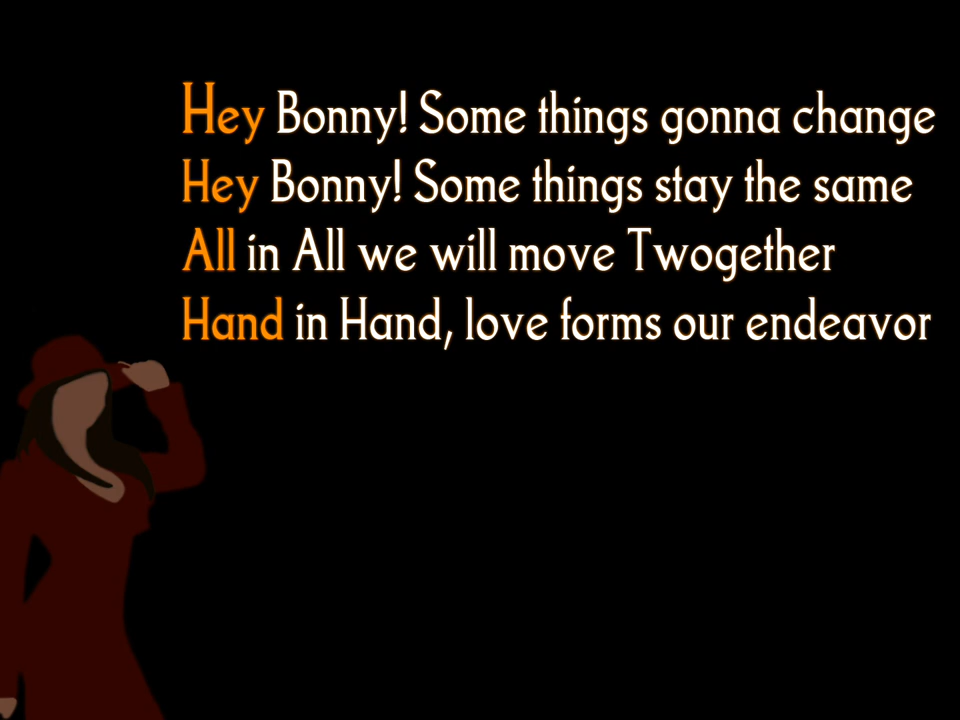 Hey Bonny! Some things gonna change
Hey Bonny! Some things stay the same
All in All we will move Twogether
Hand in Hand, love forms our endeavor